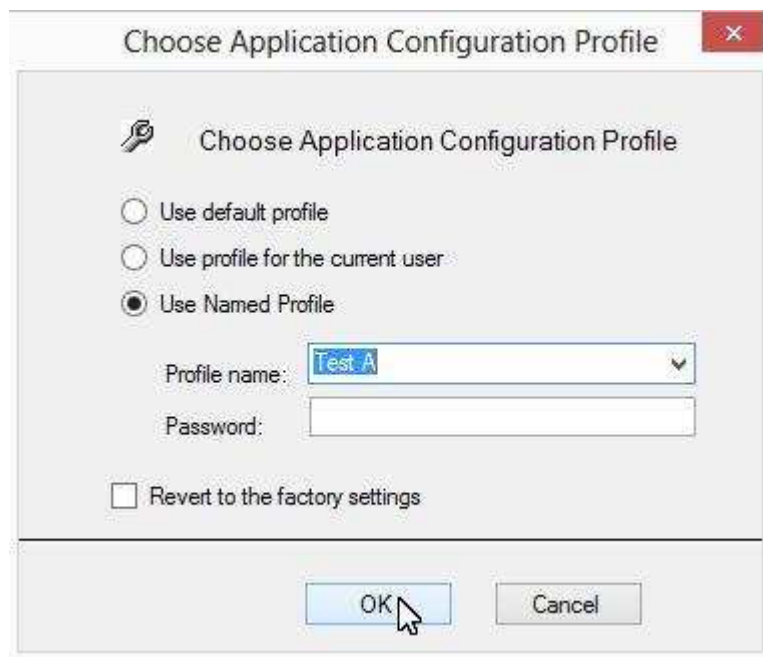 Choose Application Configuration Profile
Choose Application Configuration Profile
Use default profile
Use profile for the current user
Use Named Profile
Profile name: Test A
Password:
Revert to the factory settings
OK Cancel